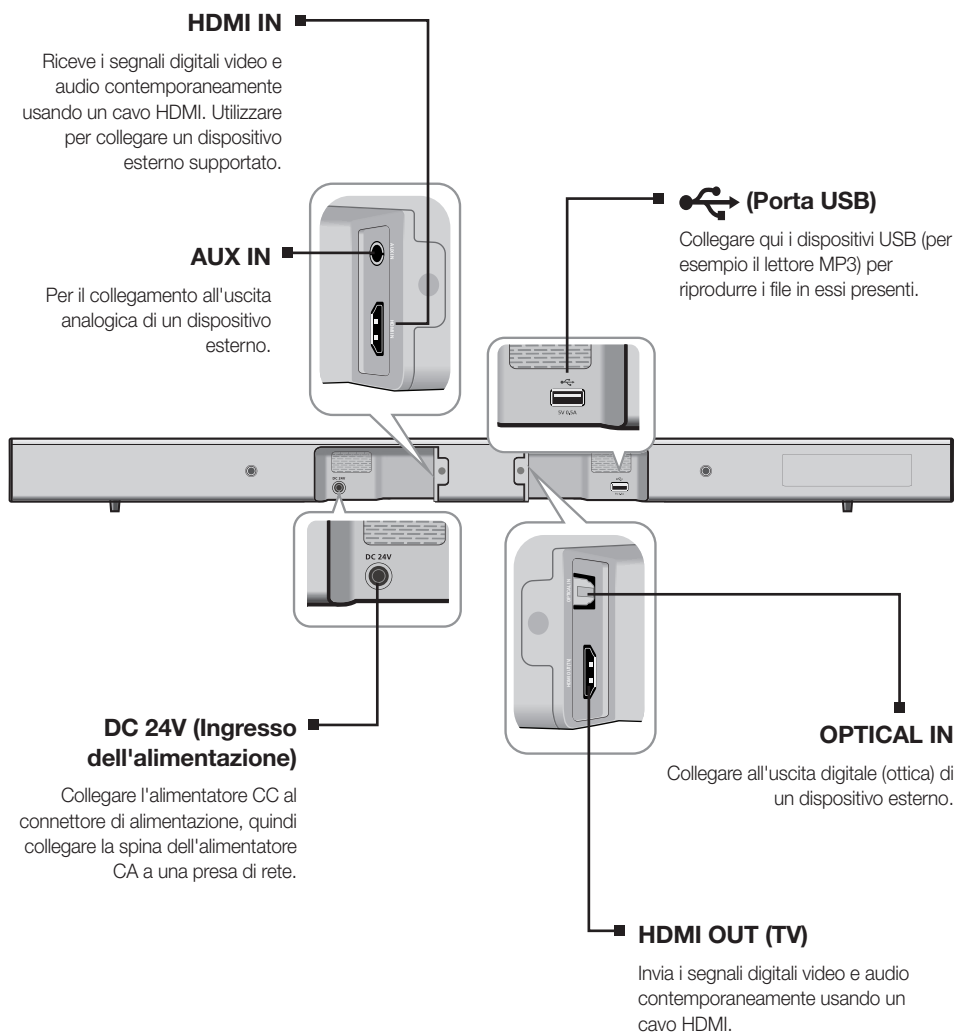 HDMI IN
Riceve i segnali digitali video e
audio contemporaneamente
usando un cavo HDMI. Utilizzare
per collegare un dispositivo
esterno supportato.
(Porta USB)
Collegare qui i dispositivi USB (per
esempio il lettore MP3) per
riprodurre i file in essi presenti.
AUX IN
Per il collegamento all'uscita
analogica di un dispositivo
esterno.
AUX IN
HDMI IN
5V 0,5A
DC 24V
DC 24V
DC 24V (Ingresso
dell'alimentazione)
Collegare l'alimentatore CC al
connettore di alimentazione, quindi
collegare la spina dell'alimentatore
CA a una presa di rete.
OPTICAL IN
Collegare all'uscita digitale (ottica) di
un dispositivo esterno.
HDMI OUT (TV)
Invia i segnali digitali video e audio
contemporaneamente usando un
cavo HDMI.